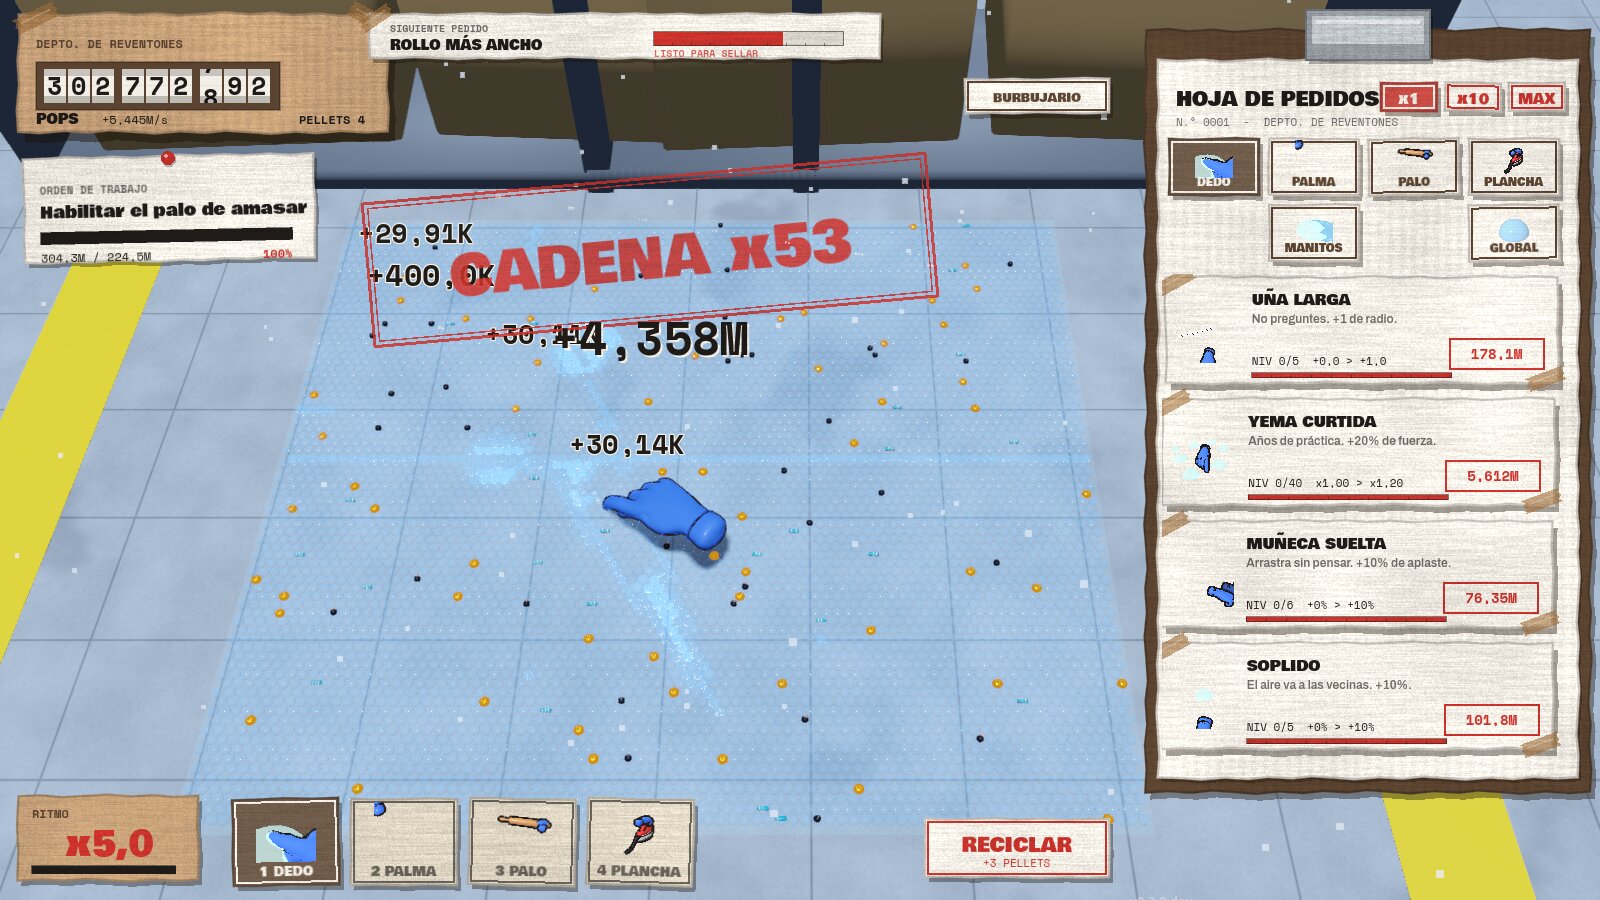 DEPTO. DE REVENTONES
302 772 892
POPS +5,445M/s PELLETS 4
SIGUIENTE PEDIDO
ROLLO MÁS ANCHO
LISTO PARA SELLAR
BURBUJARIO
ORDEN DE TRABAJO
Habilitar el palo de amasar
304,3M / 224,5M 100%
CADENA x53
+29,91K
+400,0K
+4,358M
+30,14K
HOJA DE PEDIDOS
x1 x10 MAX
N.° 0001 - DEPTO. DE REVENTONES
DEDO PALMA PALO PLANCHA
MANITOS GLOBAL
UÑA LARGA
No preguntes. +1 de radio.
NIV 0/5 +0,0 > +1,0
178,1M
YEMA CURTIDA
Años de práctica. +20% de fuerza.
NIV 0/40 x1,00 > x1,20
5,612M
MUÑECA SUELTA
Arrastra sin pensar. +10% de aplaste.
NIV 0/6 +0% > +10%
76,35M
SOPLIDO
El aire va a las vecinas. +10%.
NIV 0/5 +0% > +10%
101,8M
RITMO
x5,0
1 DEDO
2 PALMA
3 PALO
4 PLANCHA
RECICLAR
+3 PELLETS